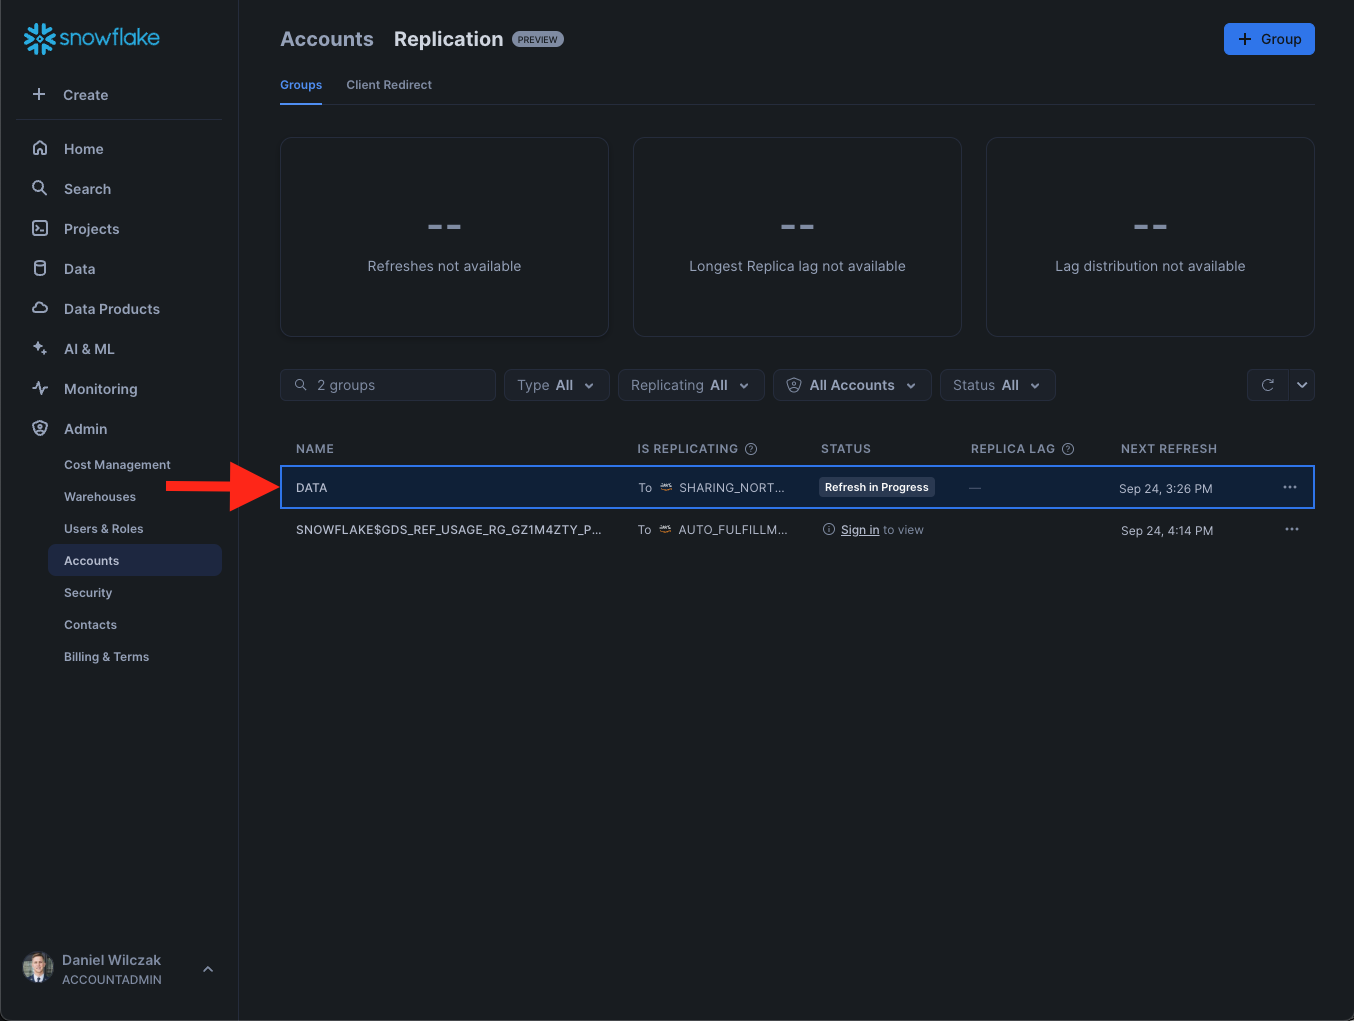 snowflake
Create
Home
Search
Projects
Data
Data Products
AI & ML
Monitoring
Admin
Cost Management
Warehouses
Users & Roles
Accounts
Security
Contacts
Billing & Terms
Daniel Wilczak
ACCOUNTADMIN
Accounts Replication PREVIEW
+ Group
Groups Client Redirect
-- -- --
Refreshes not available Longest Replica lag not available Lag distribution not available
2 groups Type All Replicating All All Accounts Status All
NAME IS REPLICATING STATUS REPLICA LAG NEXT REFRESH
DATA To aws SHARING_NORT... Refresh in Progress — Sep 24, 3:26 PM ...
SNOWFLAKE$GDS_REF_USAGE_RG_GZ1M4ZTY_P... To aws AUTO_FULFILLM... Sign in to view Sep 24, 4:14 PM ...